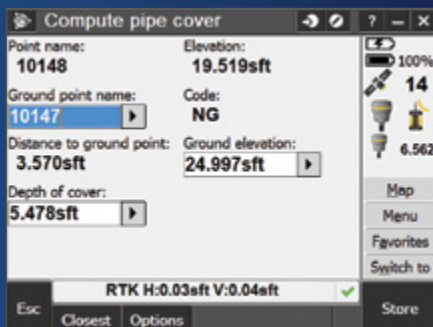 Compute pipe cover
? – ×
Point name:
10148
Elevation:
19.519sft
Ground point name:
10147
Code:
NG
Distance to ground point:
3.570sft
Ground elevation:
24.997sft
Depth of cover:
5.478sft
100%
14
6.562
Map
Menu
Favorites
Switch to
RTK H:0.03sft V:0.04sft
Esc
Closest
Options
Store